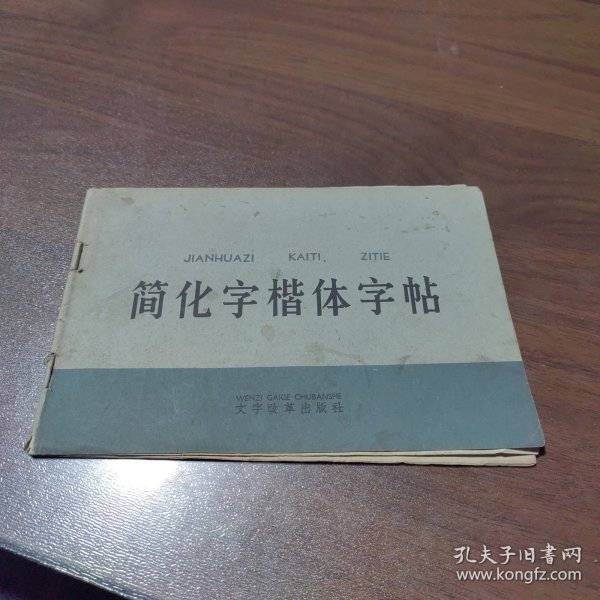 JIANHUAZI KAITI ZITIE
简化字楷体字帖
WENZI GAIGE CHUBANSHE
文字改革出版社
孔夫子旧书网
www.kongfz.com